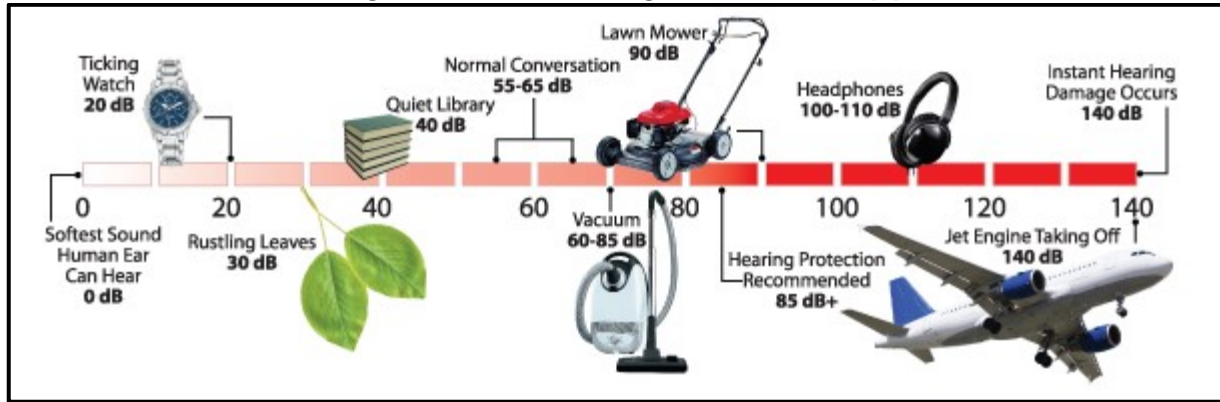 Ticking
Watch
20 dB
Quiet Library
40 dB
Normal Conversation
55-65 dB
Lawn Mower
90 dB
Headphones
100-110 dB
Instant Hearing
Damage Occurs
140 dB
0
20
40
60
80
100
120
140
Softest Sound
Human Ear
Can Hear
0 dB
Rustling Leaves
30 dB
Vacuum
60-85 dB
Hearing Protection
Recommended
85 dB+
Jet Engine Taking Off
140 dB